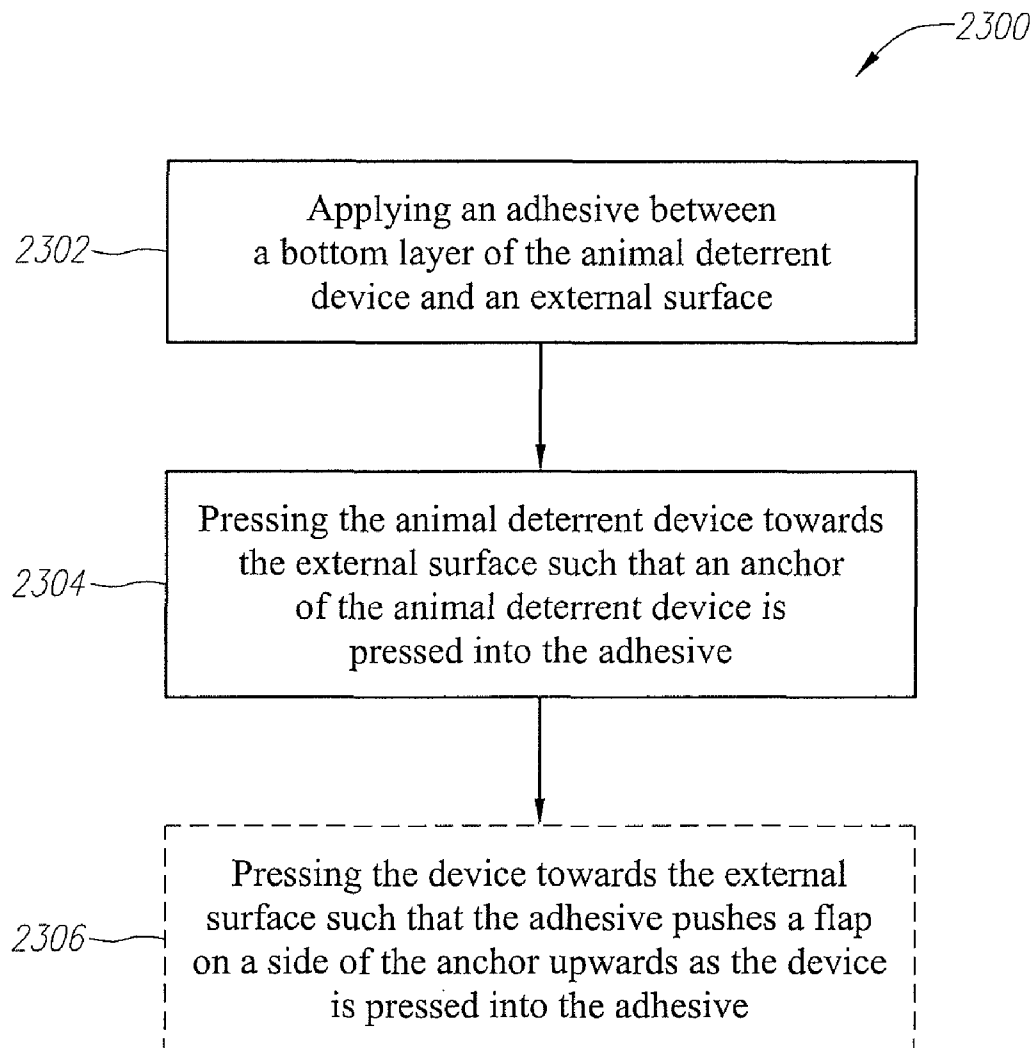 2300
Applying an adhesive between
a bottom layer of the animal deterrent
device and an external surface
2302
Pressing the animal deterrent device towards
the external surface such that an anchor
of the animal deterrent device is
pressed into the adhesive
2304
Pressing the device towards the external
surface such that the adhesive pushes a flap
on a side of the anchor upwards as the device
is pressed into the adhesive
2306